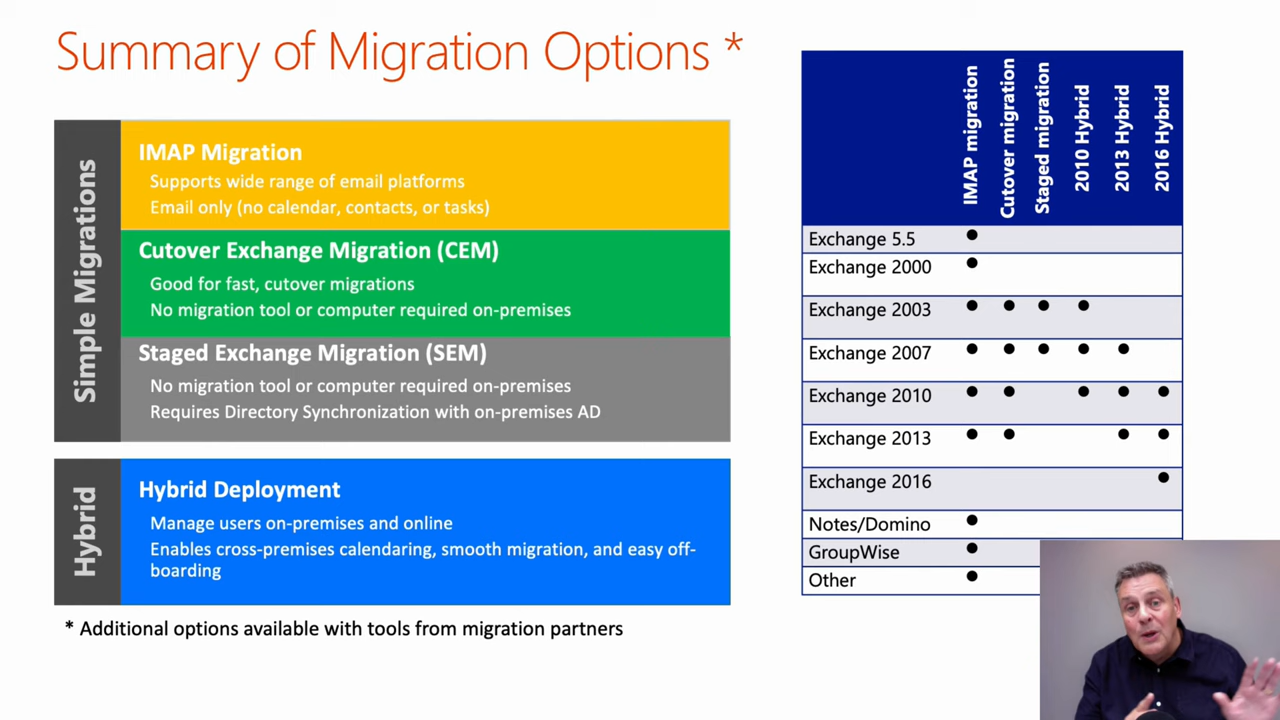 Summary of Migration Options *
Simple Migrations
IMAP Migration
Supports wide range of email platforms
Email only (no calendar, contacts, or tasks)
Cutover Exchange Migration (CEM)
Good for fast, cutover migrations
No migration tool or computer required on-premises
Staged Exchange Migration (SEM)
No migration tool or computer required on-premises
Requires Directory Synchronization with on-premises AD
Hybrid
Hybrid Deployment
Manage users on-premises and online
Enables cross-premises calendaring, smooth migration, and easy off-
boarding
* Additional options available with tools from migration partners
IMAP migration
Cutover migration
Staged migration
2010 Hybrid
2013 Hybrid
2016 Hybrid
Exchange 5.5
Exchange 2000
Exchange 2003
Exchange 2007
Exchange 2010
Exchange 2013
Exchange 2016
Notes/Domino
GroupWise
Other